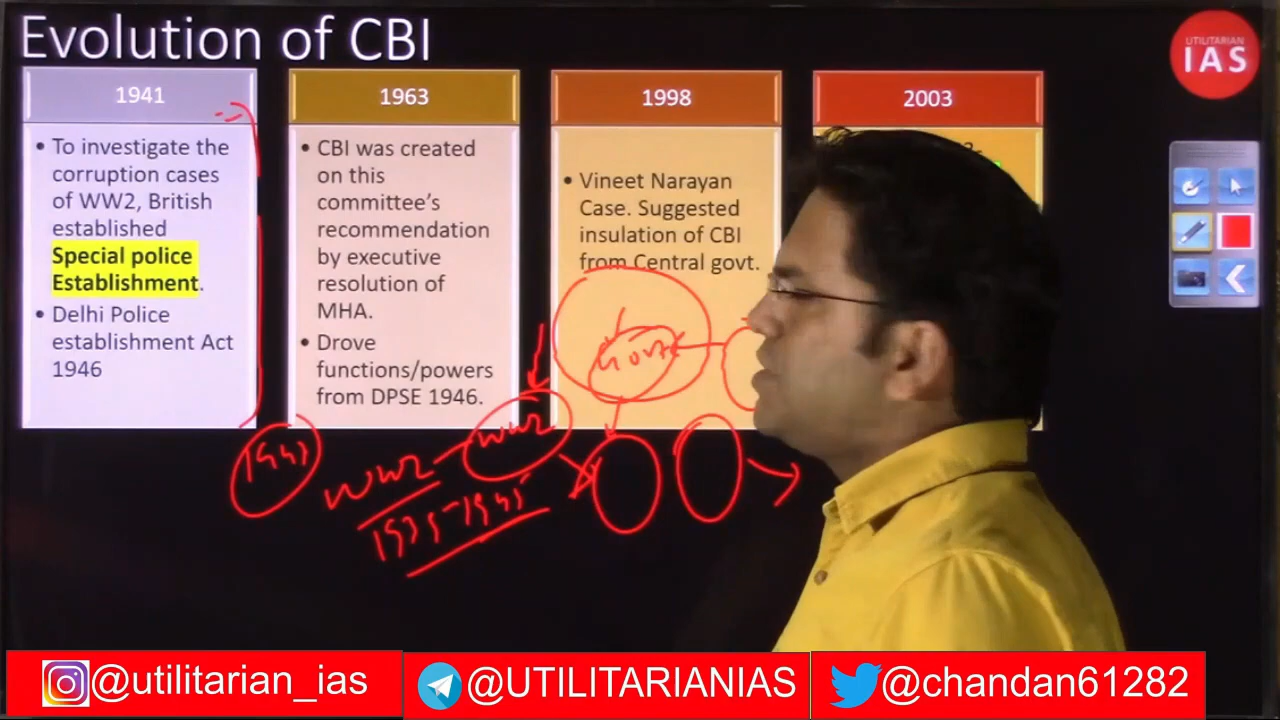 Evolution of CBI
UTILITARIAN
IAS
1941
• To investigate the
corruption cases
of WW2, British
established
Special police
Establishment.
• Delhi Police
establishment Act
1946
1963
• CBI was created
on this
committee's
recommendation
by executive
resolution of
MHA.
• Drove
functions/powers
from DPSE 1946.
1998
• Vineet Narayan
Case. Suggested
insulation of CBI
from Central govt.
2003
Govt
WW2
WW2
1939-1945
@utilitarian_ias
@UTILITARIANIAS
@chandan61282